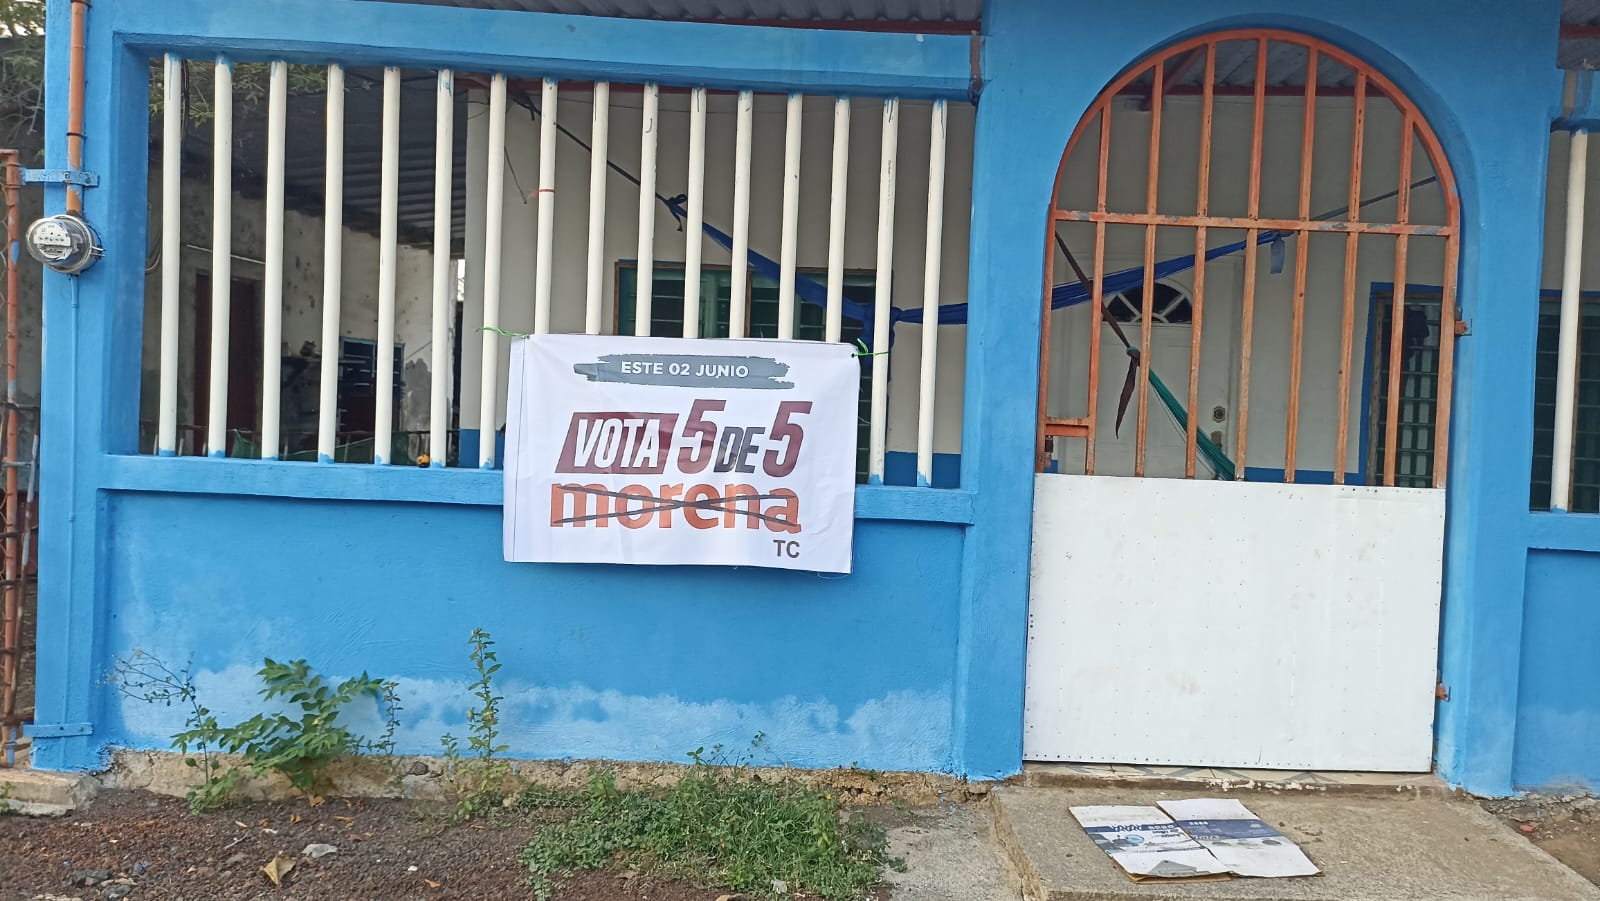 ESTE 02 JUNIO
VOTA 5 DE 5
morena
TC